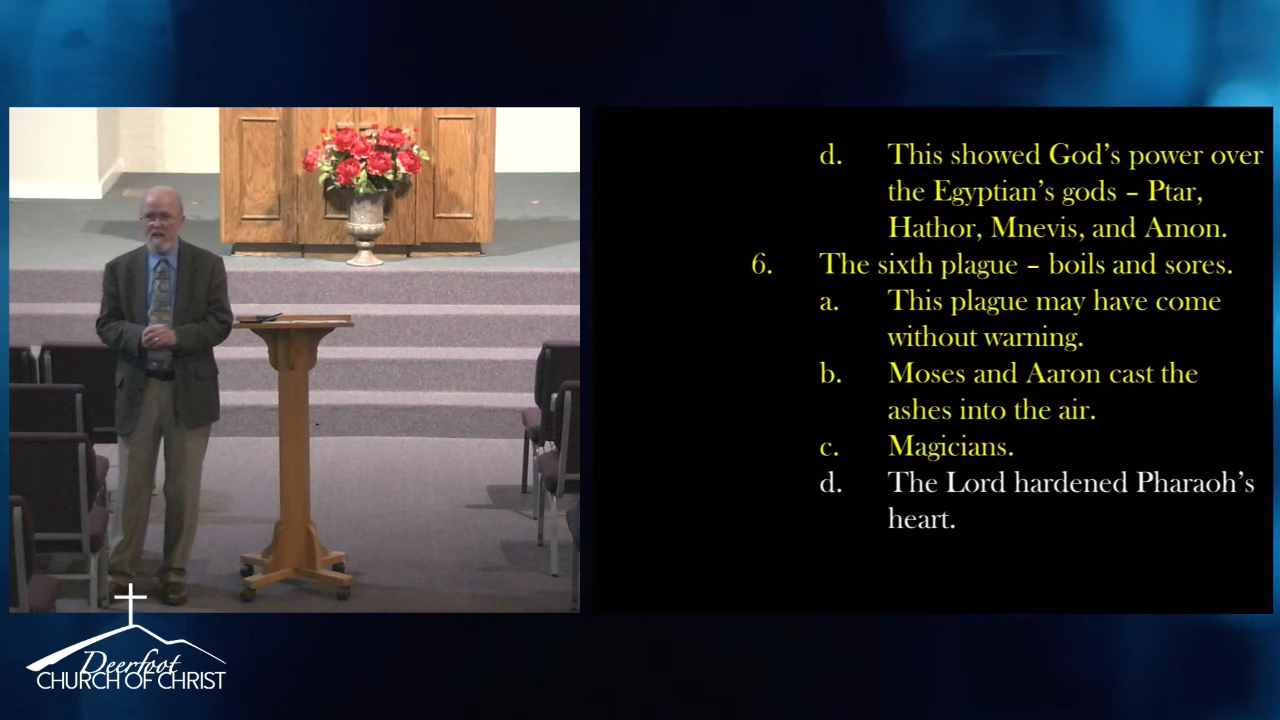 d. This showed God's power over
the Egyptian's gods – Ptar,
Hathor, Mnevis, and Amon.
6. The sixth plague – boils and sores.
a. This plague may have come
without warning.
b. Moses and Aaron cast the
ashes into the air.
c. Magicians.
d. The Lord hardened Pharaoh's
heart.
Deerfoot
CHURCH OF CHRIST